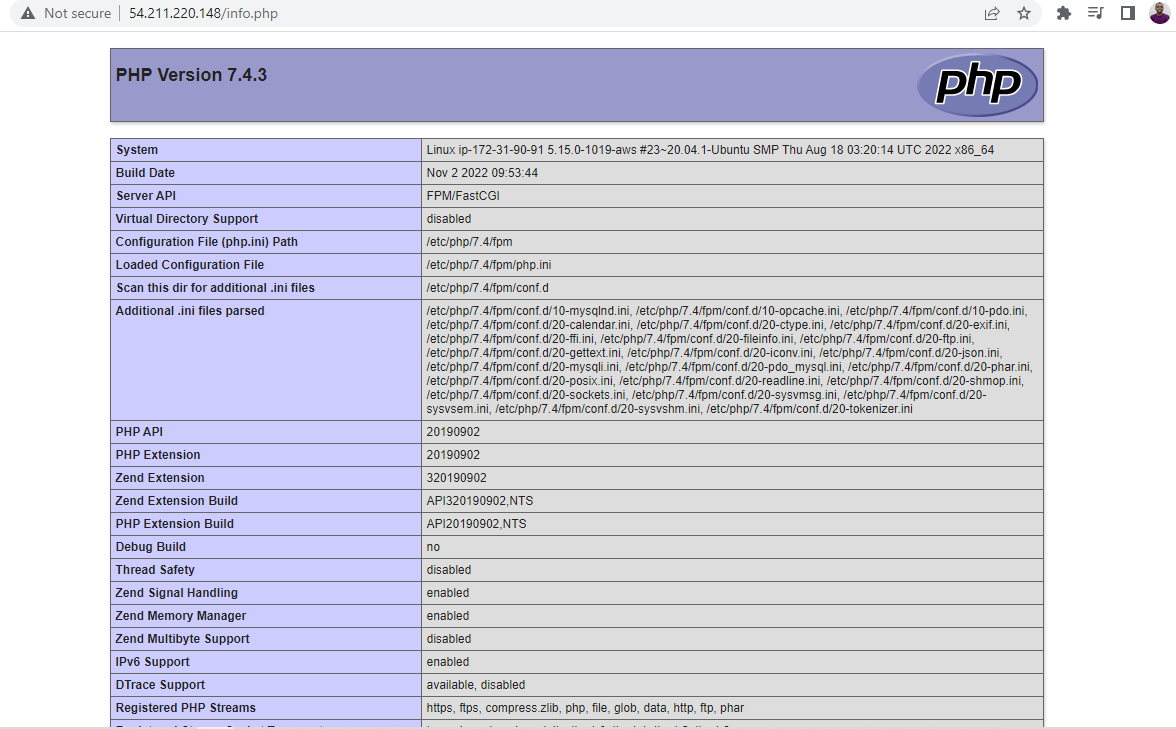 Not secure 54.211.220.148/info.php
PHP Version 7.4.3
php
System Linux ip-172-31-90-91 5.15.0-1019-aws #23~20.04.1-Ubuntu SMP Thu Aug 18 03:20:14 UTC 2022 x86_64
Build Date Nov 2 2022 09:53:44
Server API FPM/FastCGI
Virtual Directory Support disabled
Configuration File (php.ini) Path /etc/php/7.4/fpm
Loaded Configuration File /etc/php/7.4/fpm/php.ini
Scan this dir for additional .ini files /etc/php/7.4/fpm/conf.d
Additional .ini files parsed /etc/php/7.4/fpm/conf.d/10-mysqlnd.ini, /etc/php/7.4/fpm/conf.d/10-opcache.ini, /etc/php/7.4/fpm/conf.d/10-pdo.ini,
/etc/php/7.4/fpm/conf.d/20-calendar.ini, /etc/php/7.4/fpm/conf.d/20-ctype.ini, /etc/php/7.4/fpm/conf.d/20-exif.ini,
/etc/php/7.4/fpm/conf.d/20-ffi.ini, /etc/php/7.4/fpm/conf.d/20-fileinfo.ini, /etc/php/7.4/fpm/conf.d/20-ftp.ini,
/etc/php/7.4/fpm/conf.d/20-gettext.ini, /etc/php/7.4/fpm/conf.d/20-iconv.ini, /etc/php/7.4/fpm/conf.d/20-json.ini,
/etc/php/7.4/fpm/conf.d/20-mysqli.ini, /etc/php/7.4/fpm/conf.d/20-pdo_mysql.ini, /etc/php/7.4/fpm/conf.d/20-phar.ini,
/etc/php/7.4/fpm/conf.d/20-posix.ini, /etc/php/7.4/fpm/conf.d/20-readline.ini, /etc/php/7.4/fpm/conf.d/20-shmop.ini,
/etc/php/7.4/fpm/conf.d/20-sockets.ini, /etc/php/7.4/fpm/conf.d/20-sysvmsg.ini, /etc/php/7.4/fpm/conf.d/20-
sysvsem.ini, /etc/php/7.4/fpm/conf.d/20-sysvshm.ini, /etc/php/7.4/fpm/conf.d/20-tokenizer.ini
PHP API 20190902
PHP Extension 20190902
Zend Extension 320190902
Zend Extension Build API320190902,NTS
PHP Extension Build API20190902,NTS
Debug Build no
Thread Safety disabled
Zend Signal Handling enabled
Zend Memory Manager enabled
Zend Multibyte Support disabled
IPv6 Support enabled
DTrace Support available, disabled
Registered PHP Streams https, ftps, compress.zlib, php, file, glob, data, http, ftp, phar